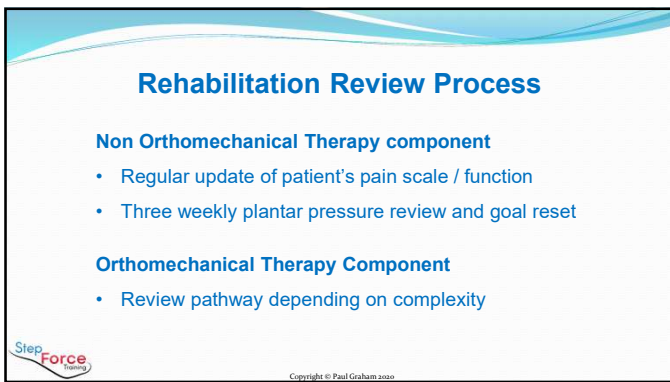 Rehabilitation Review Process
Non Orthomechanical Therapy component
• Regular update of patient's pain scale / function
• Three weekly plantar pressure review and goal reset
Orthomechanical Therapy Component
• Review pathway depending on complexity
Step
Force
Training
Copyright © Paul Graham 2020